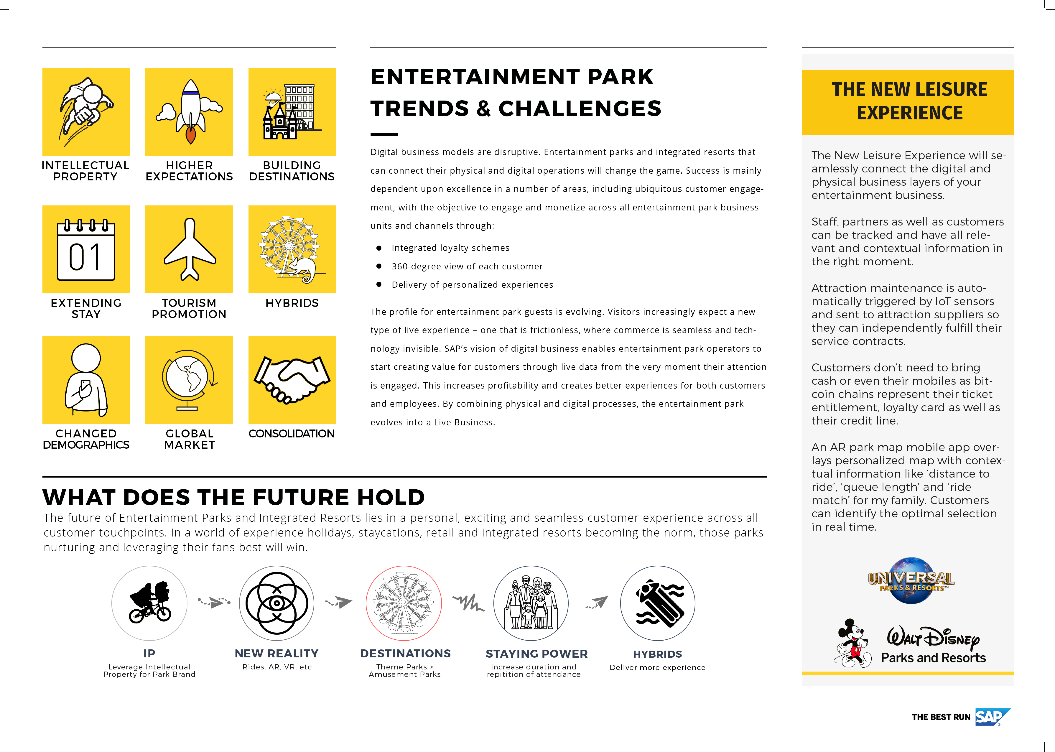 INTELLECTUAL
PROPERTY
HIGHER
EXPECTATIONS
BUILDING
DESTINATIONS
01
EXTENDING
STAY
TOURISM
PROMOTION
HYBRIDS
CHANGED
DEMOGRAPHICS
GLOBAL
MARKET
CONSOLIDATION
ENTERTAINMENT PARK
TRENDS & CHALLENGES
Digital business models are disruptive. Entertainment parks and integrated resorts that
can connect their physical and digital operations will change the game. Success is mainly
dependent upon excellence in a number of areas, including ubiquitous customer engage-
ment, with the objective to engage and monetize across all entertainment park business
units and channels through:
● Integrated loyalty schemes
● 360 degree view of each customer
● Delivery of personalized experiences
The profile for entertainment park guests is evolving. Visitors increasingly expect a new
type of live experience – one that is frictionless, where commerce is seamless and tech-
nology invisible. SAP's vision of digital business enables entertainment park operators to
start creating value for customers through live data from the very moment their attention
is engaged. This increases profitability and creates better experiences for both customers
and employees. By combining physical and digital processes, the entertainment park
evolves into a Live Business.
WHAT DOES THE FUTURE HOLD
The future of Entertainment Parks and Integrated Resorts lies in a personal, exciting and seamless customer experience across all
customer touchpoints. In a world of experience holidays, staycations, retail and integrated resorts becoming the norm, those parks
nurturing and leveraging their fans best will win.
IP
Leverage Intellectual
Property for Park Brand
NEW REALITY
Rides, AR, VR, etc
DESTINATIONS
Theme Parks >
Amusement Parks
STAYING POWER
Increase duration and
repitition of attendance
HYBRIDS
Deliver more experience
THE NEW LEISURE
EXPERIENCE
The New Leisure Experience will se-
amlessly connect the digital and
physical business layers of your
entertainment business.
Staff, partners as well as customers
can be tracked and have all rele-
vant and contextual information in
the right moment.
Attraction maintenance is auto-
matically triggered by IoT sensors
and sent to attraction suppliers so
they can independently fulfill their
service contracts.
Customers don't need to bring
cash or even their mobiles as bit-
coin chains represent their ticket
entitlement, loyalty card as well as
their credit line.
An AR park map mobile app over-
lays personalized map with contex-
tual information like 'distance to
ride', 'queue length' and 'ride
match' for my family. Customers
can identify the optimal selection
in real time.
UNIVERSAL
PARKS & RESORTS
WALT DISNEY
Parks and Resorts
THE BEST RUN SAP